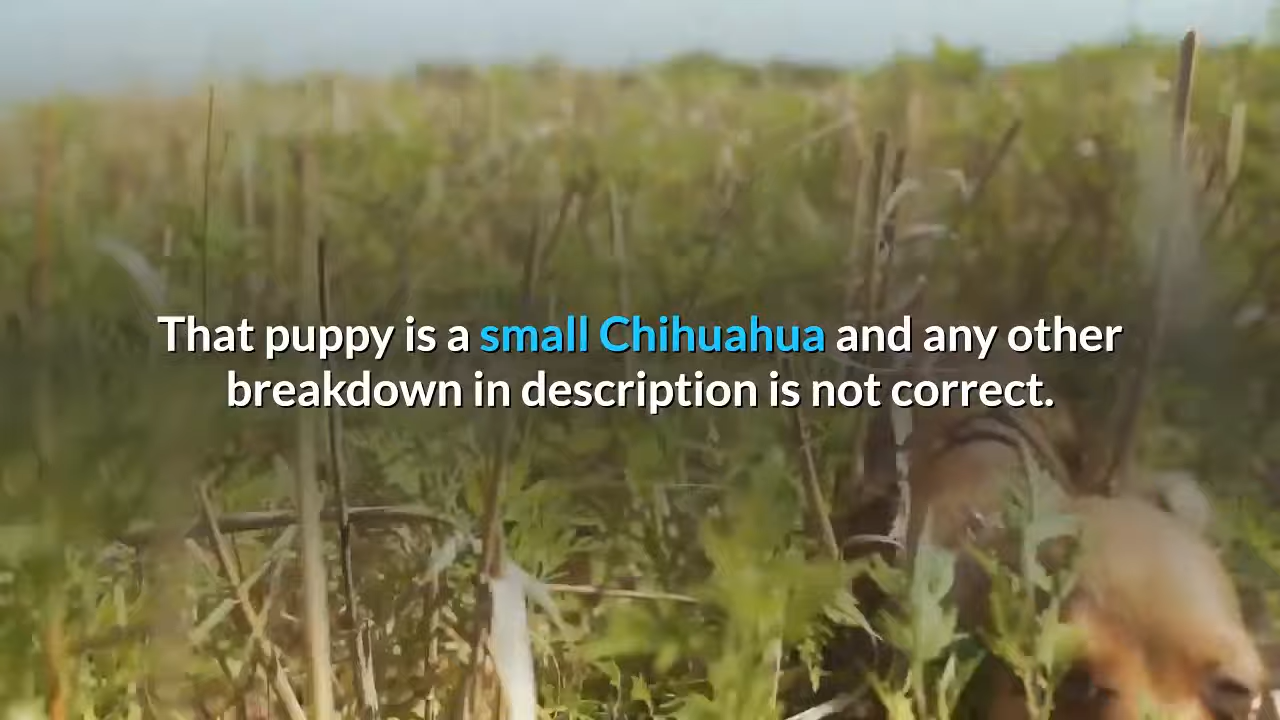 That puppy is a small Chihuahua and any other
breakdown in description is not correct.